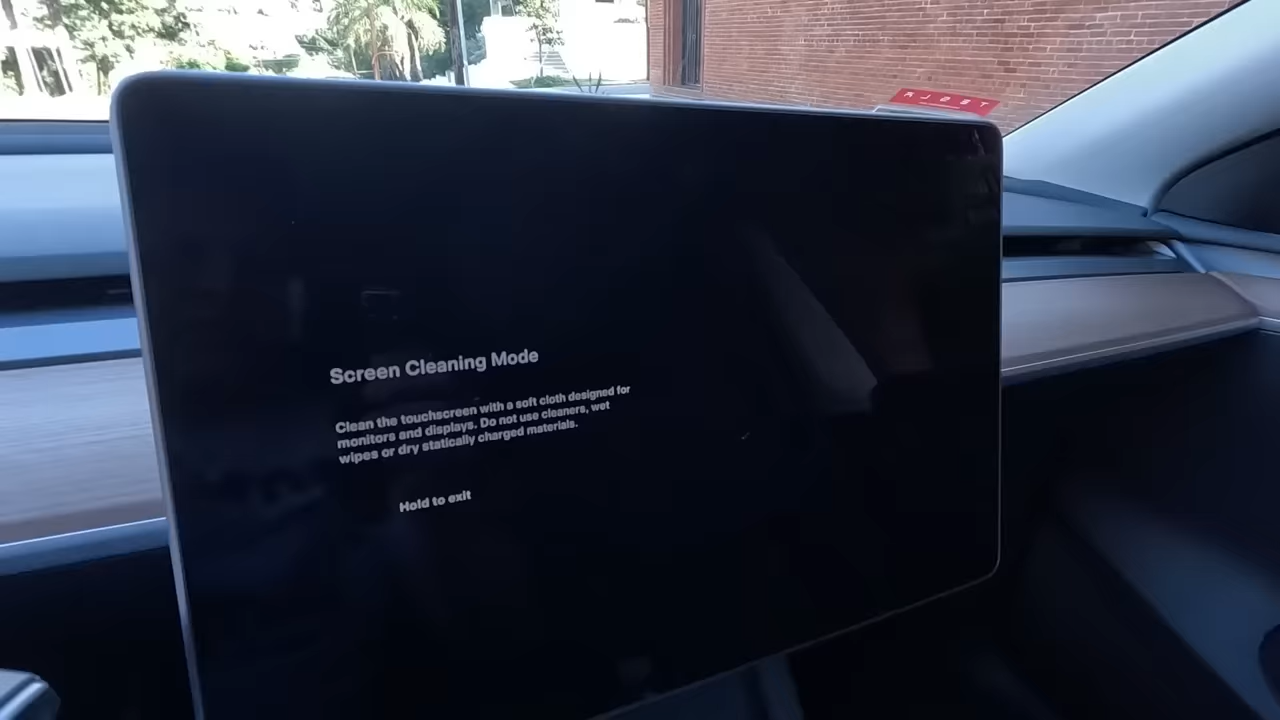 TESLA
Screen Cleaning Mode
Clean the touchscreen with a soft cloth designed for
monitors and displays. Do not use cleaners, wet
wipes or dry statically charged materials.
Hold to exit